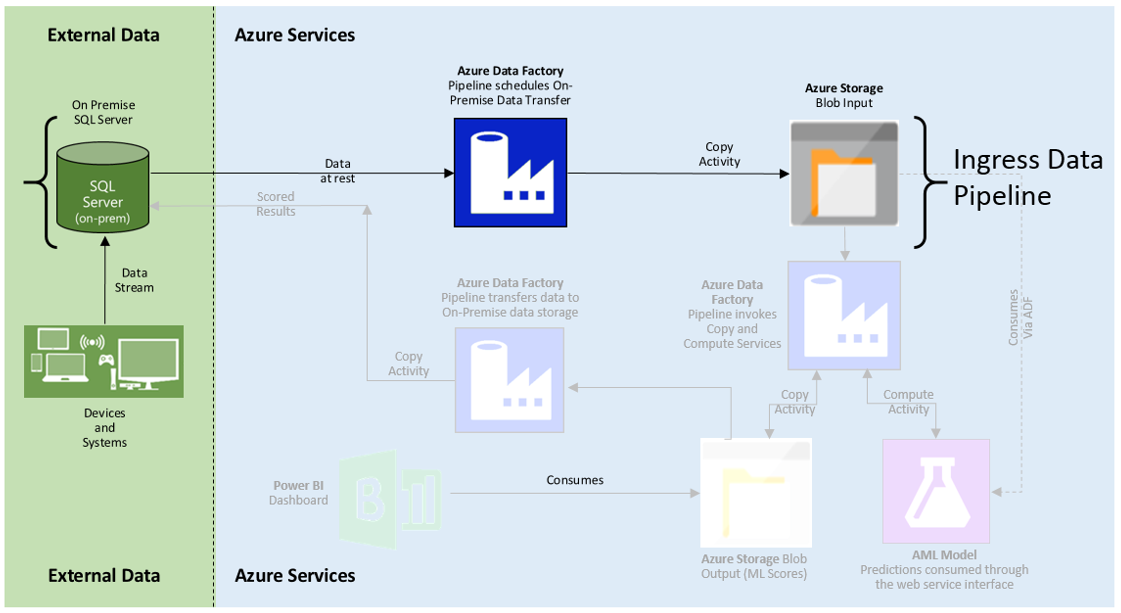 External Data
Azure Services
On Premise
SQL Server
SQL
Server
(on-prem)
Data
Stream
Devices
and
Systems
Data
at rest
Scored
Results
Azure Data Factory
Pipeline schedules On-
Premise Data Transfer
Copy
Activity
Azure Storage
Blob Input
Ingress Data
Pipeline
Azure Data Factory
Pipeline transfers data to
On-Premise data storage
Copy
Activity
Azure Data
Factory
Pipeline invokes
Copy and
Compute Services
Consumes
Via ADF
Copy
Activity
Compute
Activity
Power BI
Dashboard
B
Consumes
Azure Storage Blob
Output (ML Scores)
AML Model
Predictions consumed through
the web service interface
External Data
Azure Services